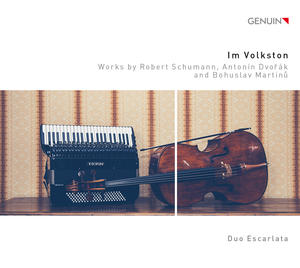 GENUIN
Im Volkston
Works by Robert Schumann, Antonín Dvořák
and Bohuslav Martinů
Duo Escarlata